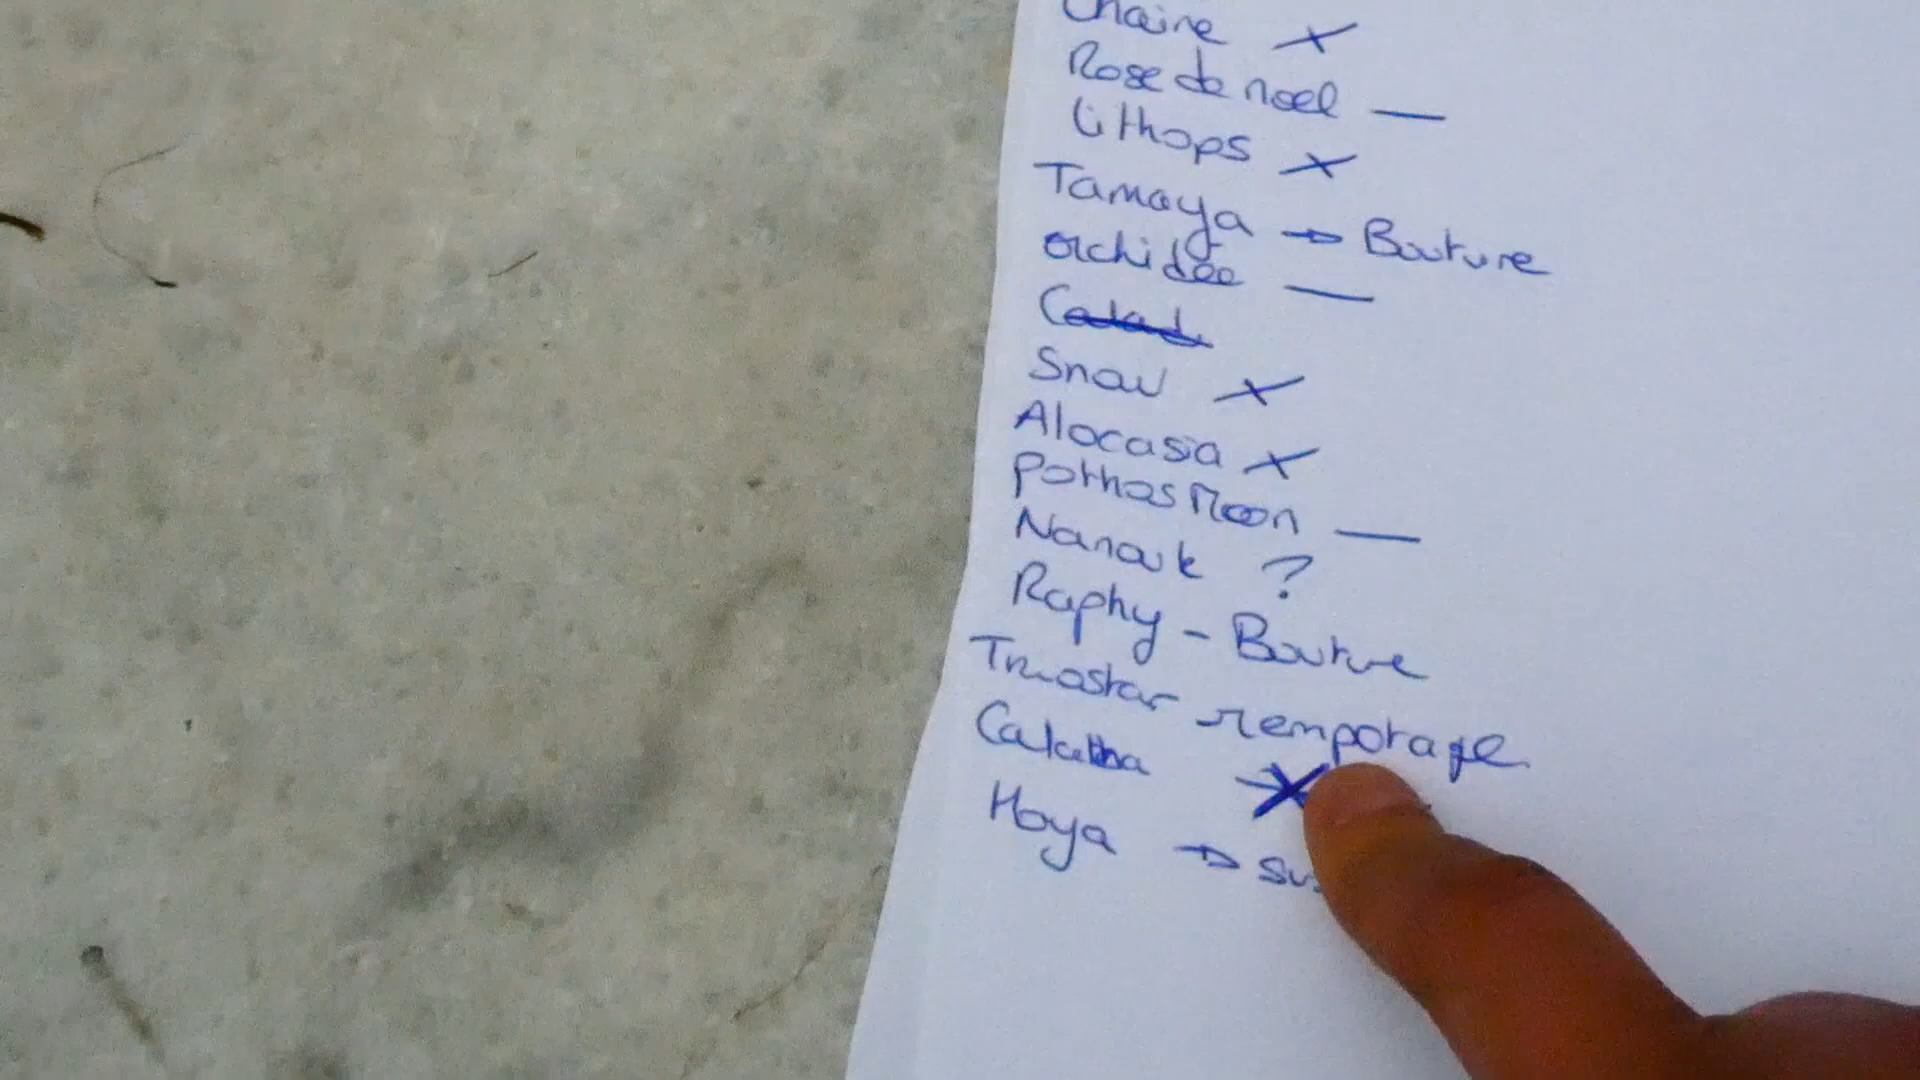 Chaine X
Rose de noel —
Lithops X
Tamaya → Bouture
Orchidée —
Snow X
Alocasia X
Pothos Moon —
Nanouk ?
Raphy - Bouture
Triostar rempotage
Calathea X
Hoya →